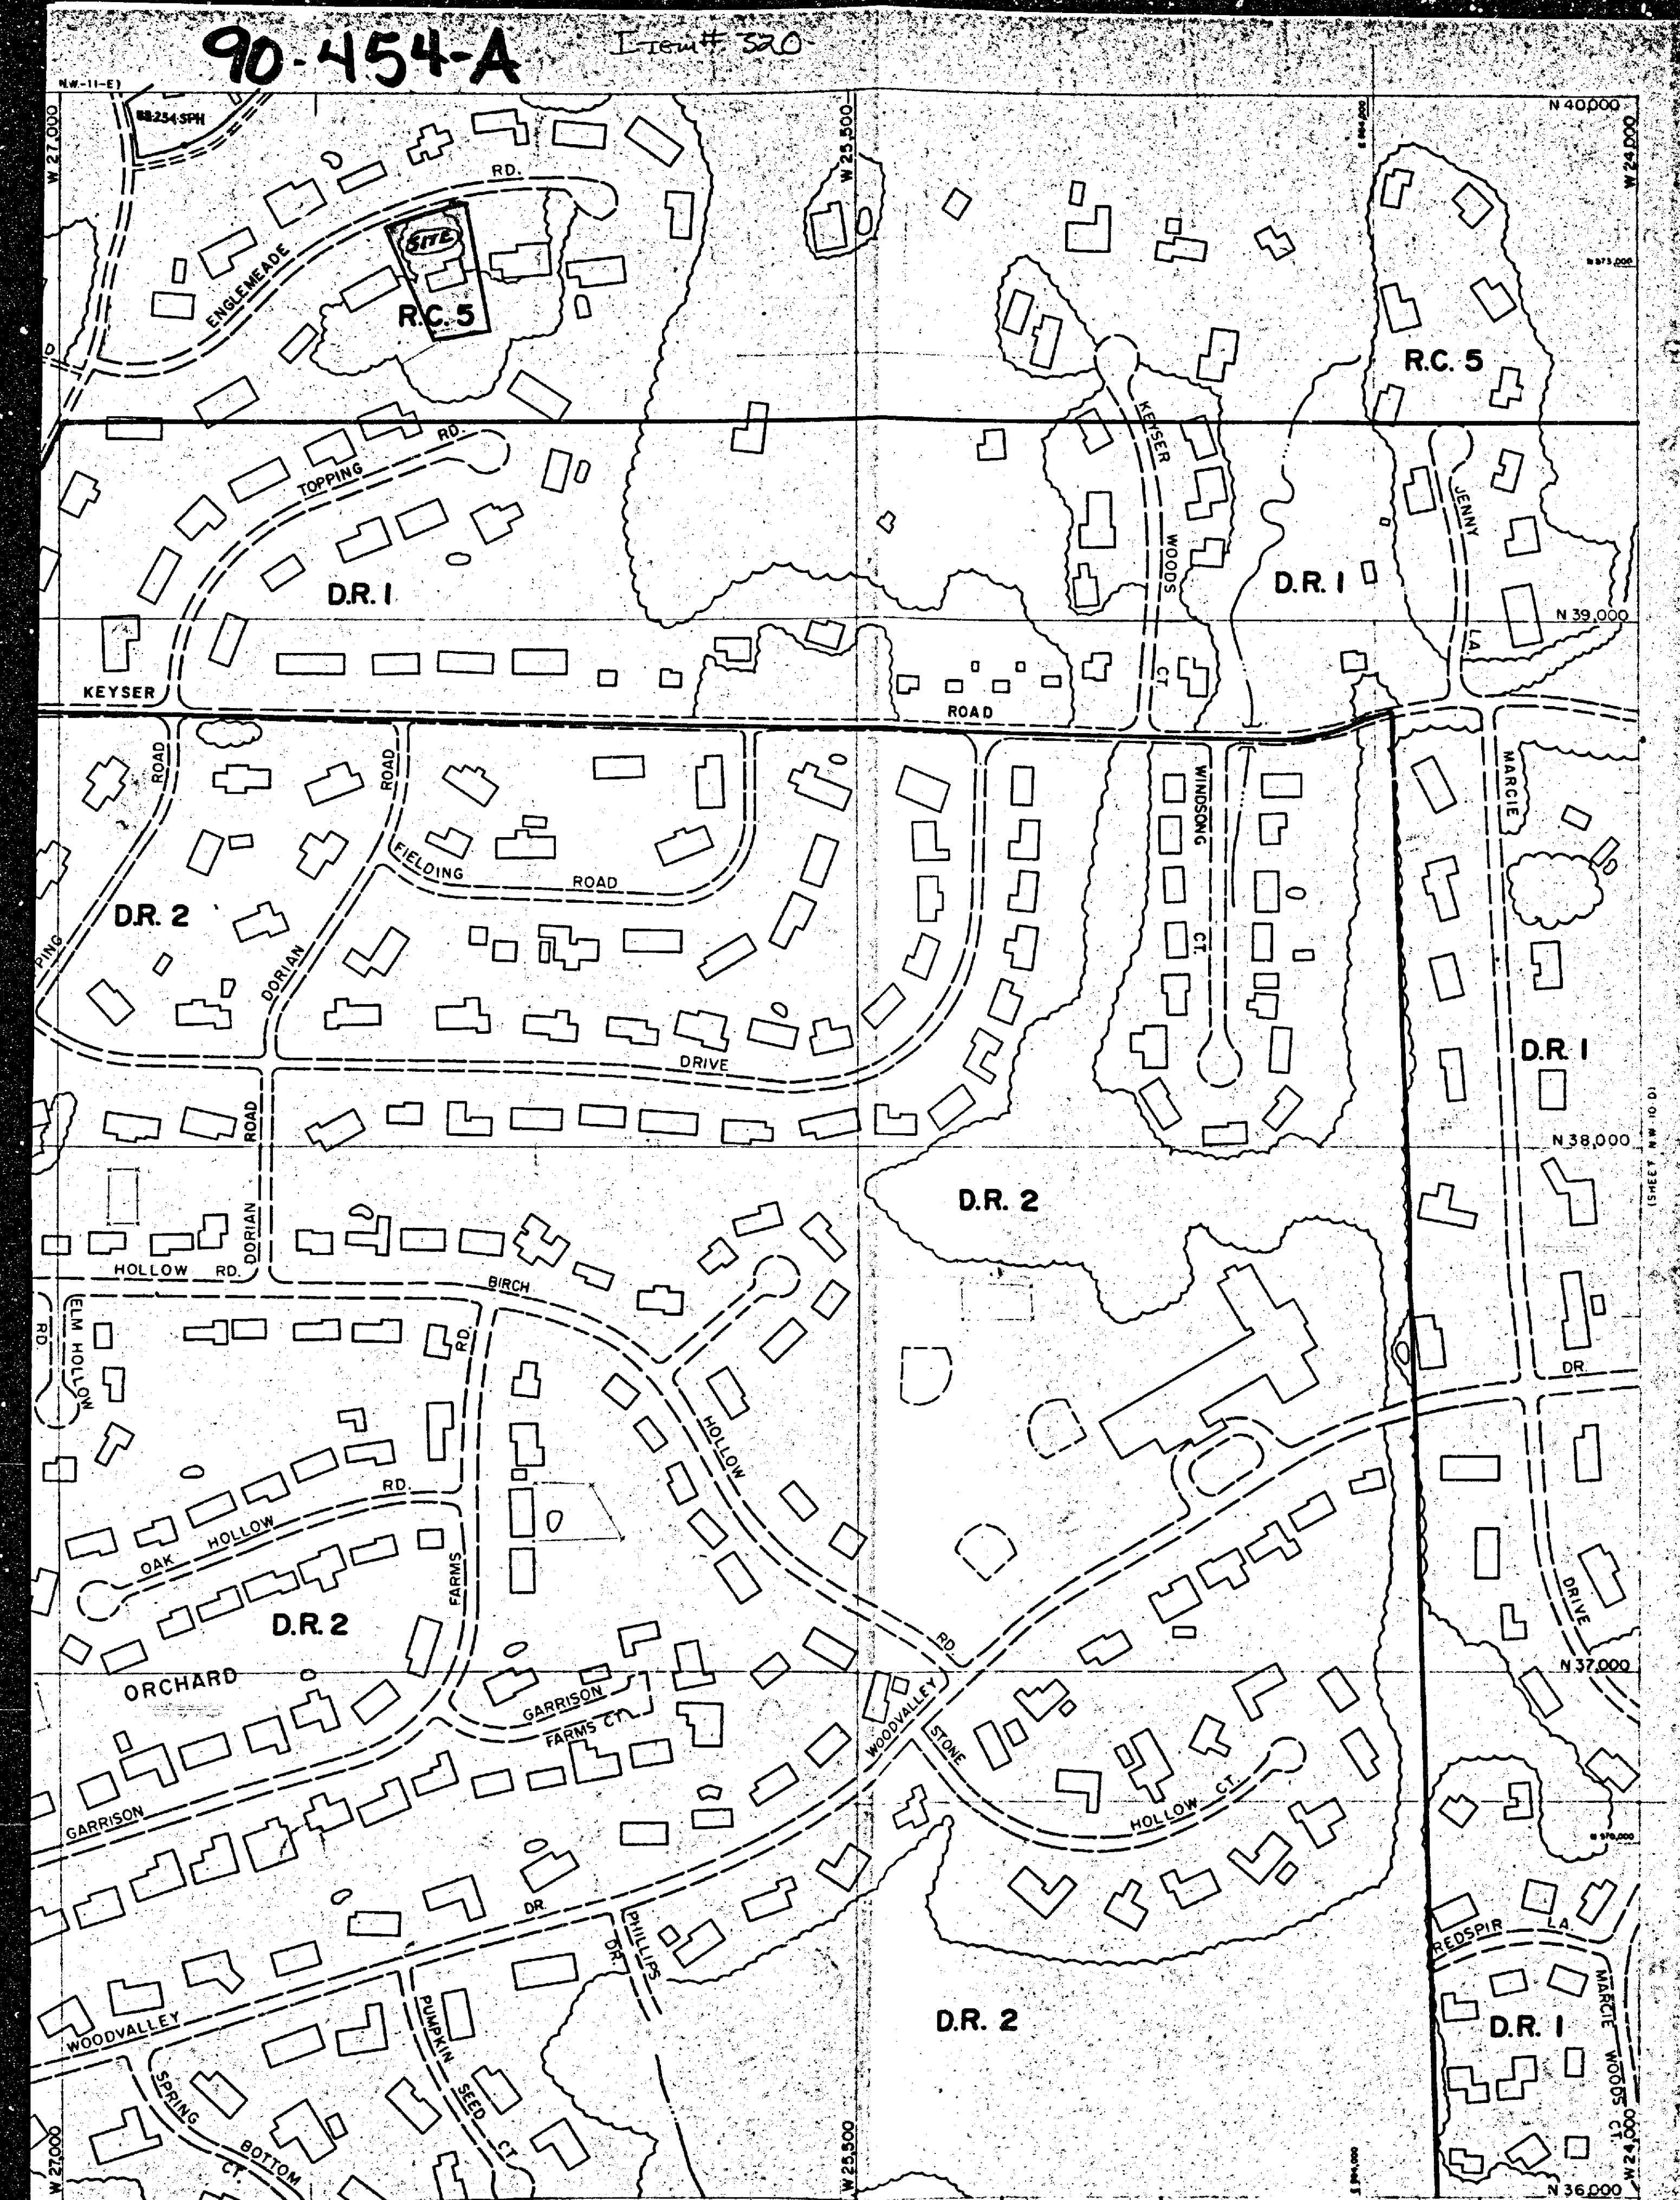 90-454-A Item# 320
N.W.-11-E)
88-254-SPH
W 27,000
W 25,500
N 40,000
W 24,000
RD.
SITE
ENGLEMEADE
R.C. 5
R.C. 5
KEYSER
RD.
TOPPING
JENNY
WOODS
D.R. 1
D.R. 1
N 39,000
LA.
CT.
KEYSER
ROAD
ROAD
ROAD
WINDSONG
MARCIE
FIELDING
ROAD
D.R. 2
PING
CT.
DORIAN
D.R. 1
DRIVE
ROAD
N 38,000
(SHEET N.W. 10 D)
D.R. 2
DORIAN
HOLLOW RD.
BIRCH
ELM HOLLOW
RD.
RD.
DR.
HOLLOW
RD.
OAK HOLLOW
FARMS
DRIVE
D.R. 2
RD.
N 37,000
ORCHARD
GARRISON
FARMS CT.
WOODVALLEY
STONE
HOLLOW CT.
GARRISON
DR.
PHILLIPS
DR.
REDSPIR LA.
MARCIE WOODS CT.
WOODVALLEY
PUMPKIN
SEED
CT.
D.R. 2
D.R. 1
SPRING
BOTTOM
CT.
W 27,000
W 25,500
W 24,000
N 36,000